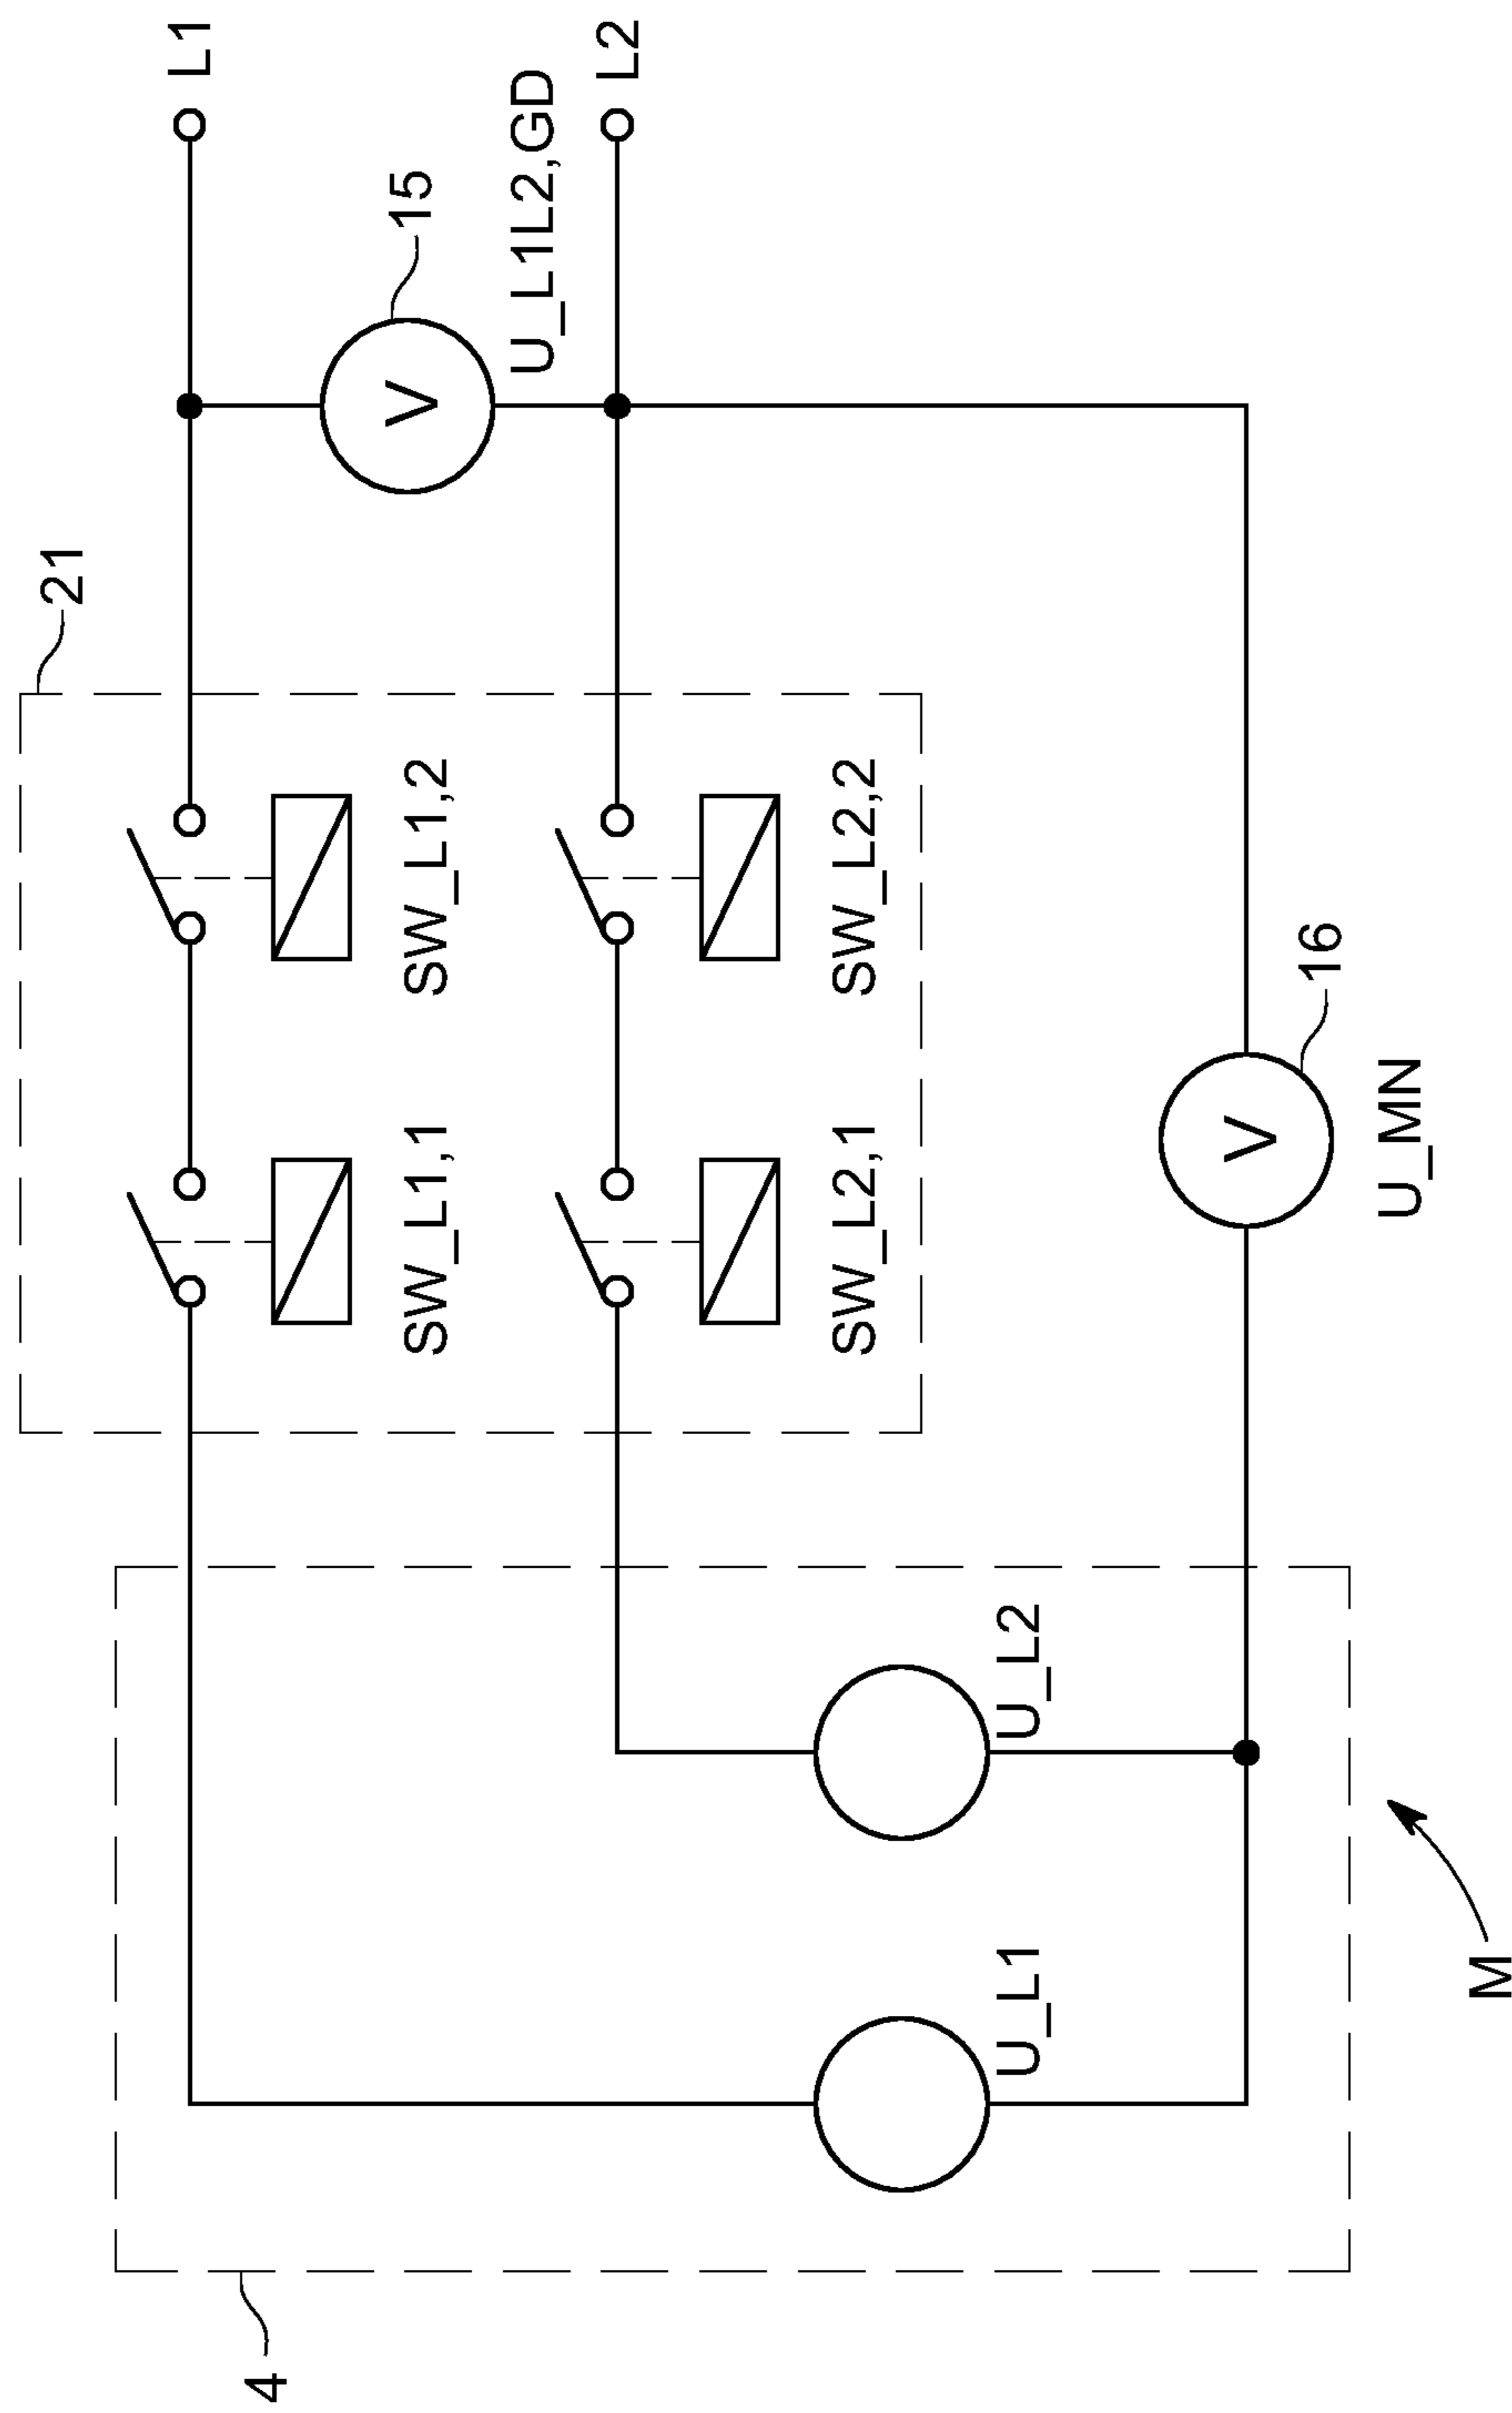 21
L1
15
V
U_L1L2,GD
L2
SW_L1,1
SW_L1,2
SW_L2,1
SW_L2,2
4
U_L1
U_L2
V
16
U_MN
M